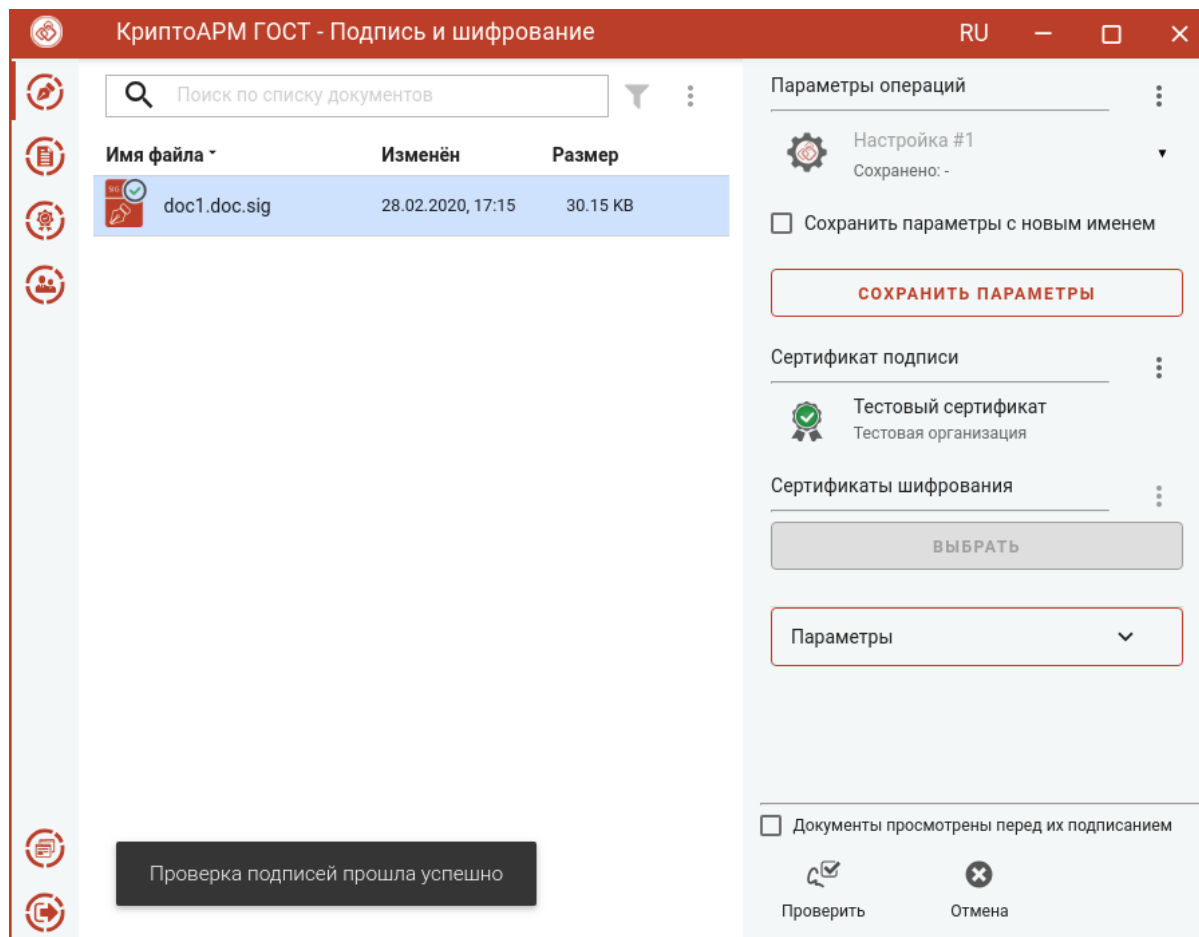 КриптоАРМ ГОСТ - Подпись и шифрование RU
Поиск по списку документов
Имя файла Изменён Размер
SIG
doc1.doc.sig 28.02.2020, 17:15 30.15 KB
Проверка подписей прошла успешно
Параметры операций
Настройка #1
Сохранено: -
Сохранить параметры с новым именем
СОХРАНИТЬ ПАРАМЕТРЫ
Сертификат подписи
Тестовый сертификат
Тестовая организация
Сертификаты шифрования
ВЫБРАТЬ
Параметры
Документы просмотрены перед их подписанием
Проверить Отмена